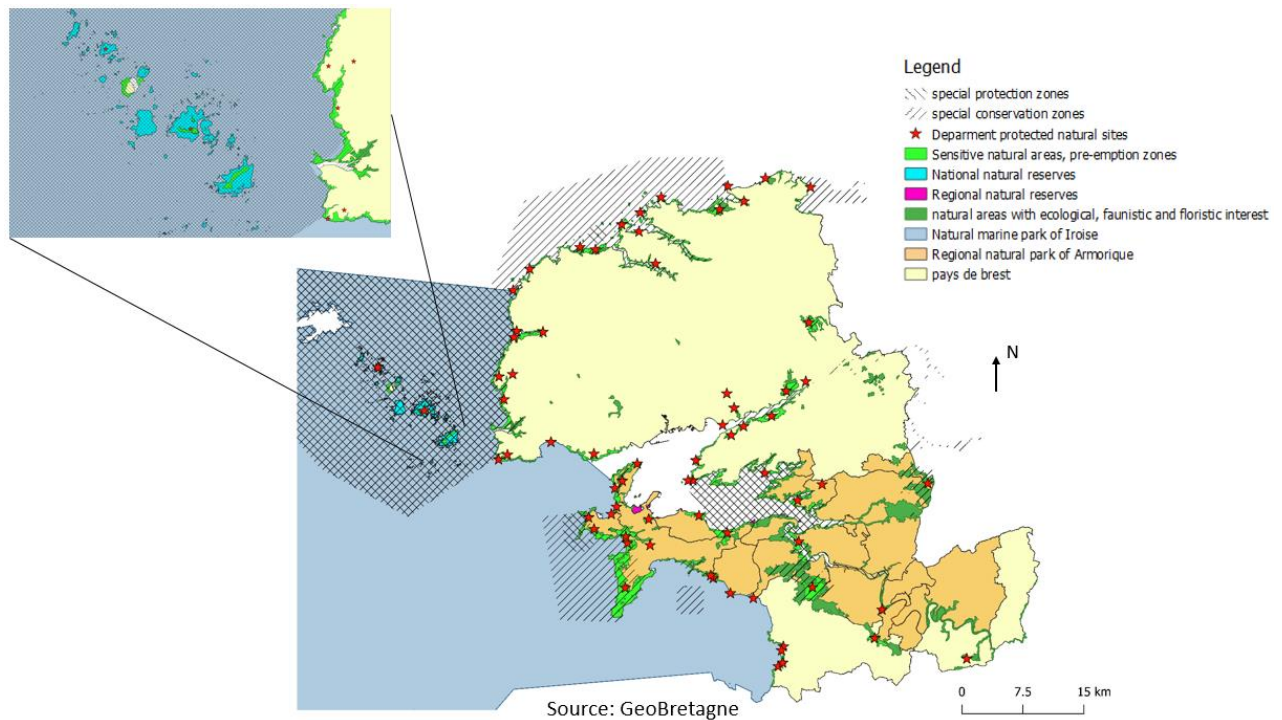 Legend
special protection zones
special conservation zones
Deparment protected natural sites
Sensitive natural areas, pre-emption zones
National natural reserves
Regional natural reserves
natural areas with ecological, faunistic and floristic interest
Natural marine park of Iroise
Regional natural park of Armorique
pays de brest
N
0 7.5 15 km
Source: GeoBretagne